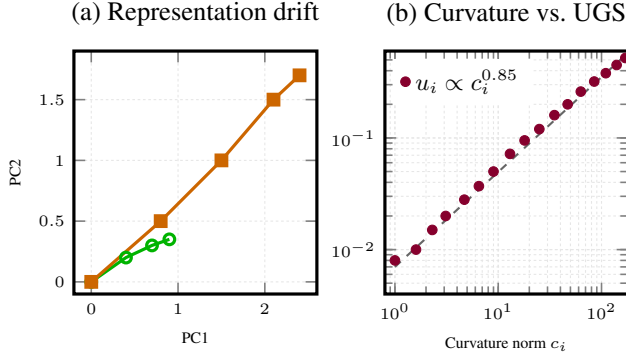 (a) Representation drift
1.5
1
0.5
0
PC2
0
1
2
PC1
(b) Curvature vs. UGS
u_i ∝ c_i^0.85
10^−1
10^−2
10^0
10^1
10^2
Curvature norm c_i